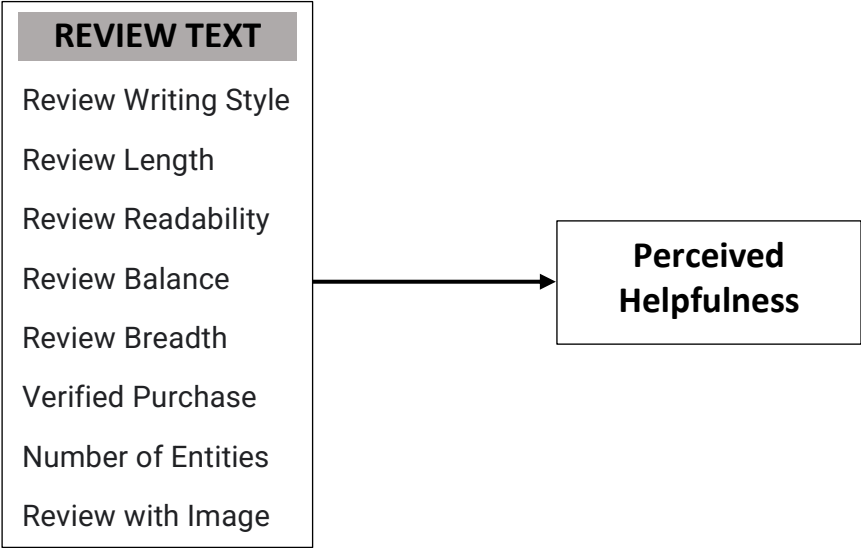 REVIEW TEXT
Review Writing Style
Review Length
Review Readability
Review Balance
Review Breadth
Verified Purchase
Number of Entities
Review with Image
Perceived
Helpfulness